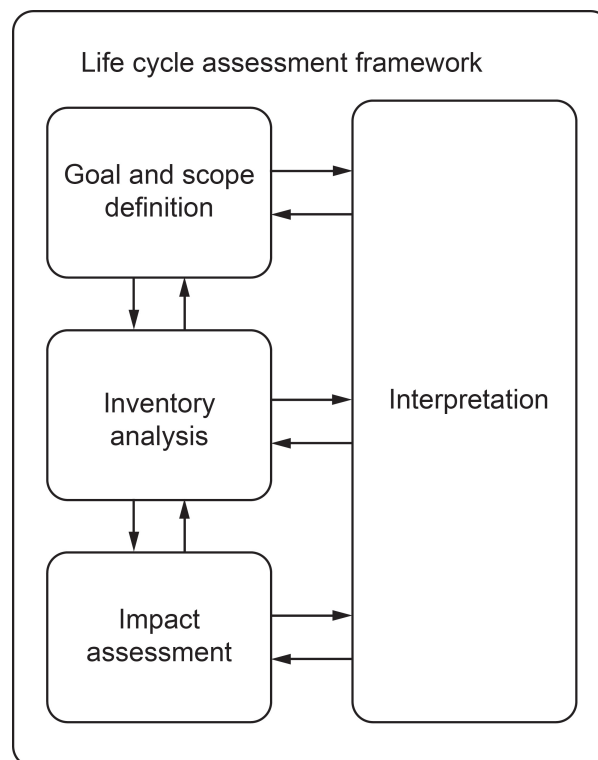 Life cycle assessment framework
Goal and scope
definition
Inventory
analysis
Interpretation
Impact
assessment